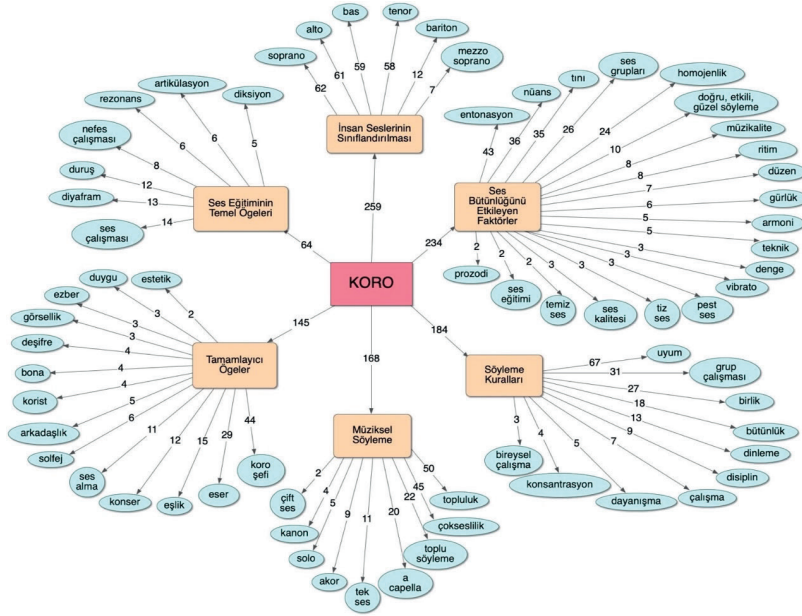 bas
tenor
alto
bariton
soprano
mezzo
soprano
59
58
61
12
62
7
İnsan Seslerinin
Sınıflandırılması
259
artikülasyon
rezonans
diksiyon
nefes
çalışması
duruş
diyafram
ses
çalışması
6
6
5
8
12
13
14
Ses Eğitiminin
Temel Ögeleri
64
entonasyon
nüans
tını
ses
grupları
homojenlik
doğru, etkili,
güzel söyleme
müzikalite
ritim
düzen
gürlük
armoni
teknik
denge
vibrato
pest
ses
tiz
ses
ses
kalitesi
temiz
ses
ses
eğitimi
prozodi
43
36
35
26
24
10
8
8
7
6
5
5
3
3
3
3
3
2
2
2
Ses
Bütünlüğünü
Etkileyen
Faktörler
234
KORO
145
168
184
Tamamlayıcı
Ögeler
estetik
duygu
ezber
görsellik
deşifre
bona
korist
arkadaşlık
solfej
ses
alma
konser
eşlik
eser
koro
şefi
2
3
3
3
4
4
4
5
6
11
12
15
29
44
Müziksel
Söyleme
çift
ses
kanon
solo
akor
tek
ses
a
capella
toplu
söyleme
çokseslilik
topluluk
2
4
5
9
11
20
22
45
50
Söyleme
Kuralları
uyum
grup
çalışması
birlik
bütünlük
dinleme
disiplin
çalışma
dayanışma
konsantrasyon
bireysel
çalışma
67
31
27
18
13
9
7
5
4
3